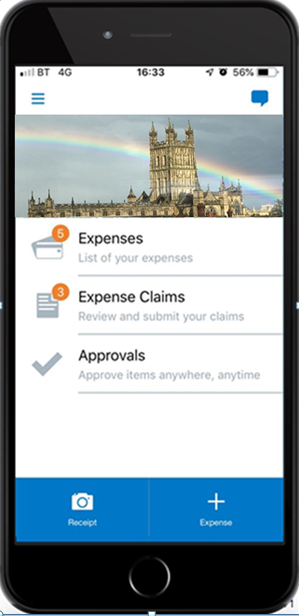 BT 4G 16:33 56%
5
Expenses
List of your expenses
3
Expense Claims
Review and submit your claims
Approvals
Approve items anywhere, anytime
Receipt
Expense